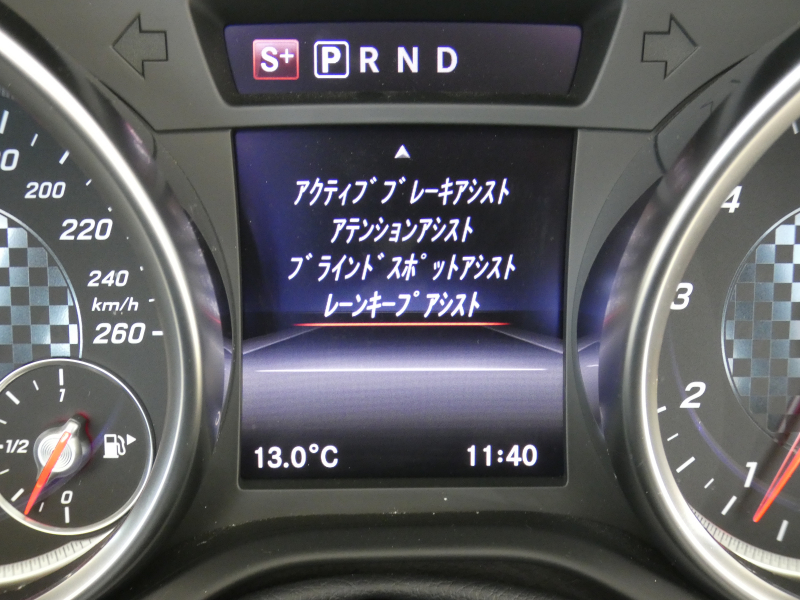 S+ P R N D
アクティブブレーキアシスト
アテンションアシスト
ブラインドスポットアシスト
レーンキープアシスト
13.0°C 11:40
200
220
240
km/h
260
1
1/2
0
4
3
2
1